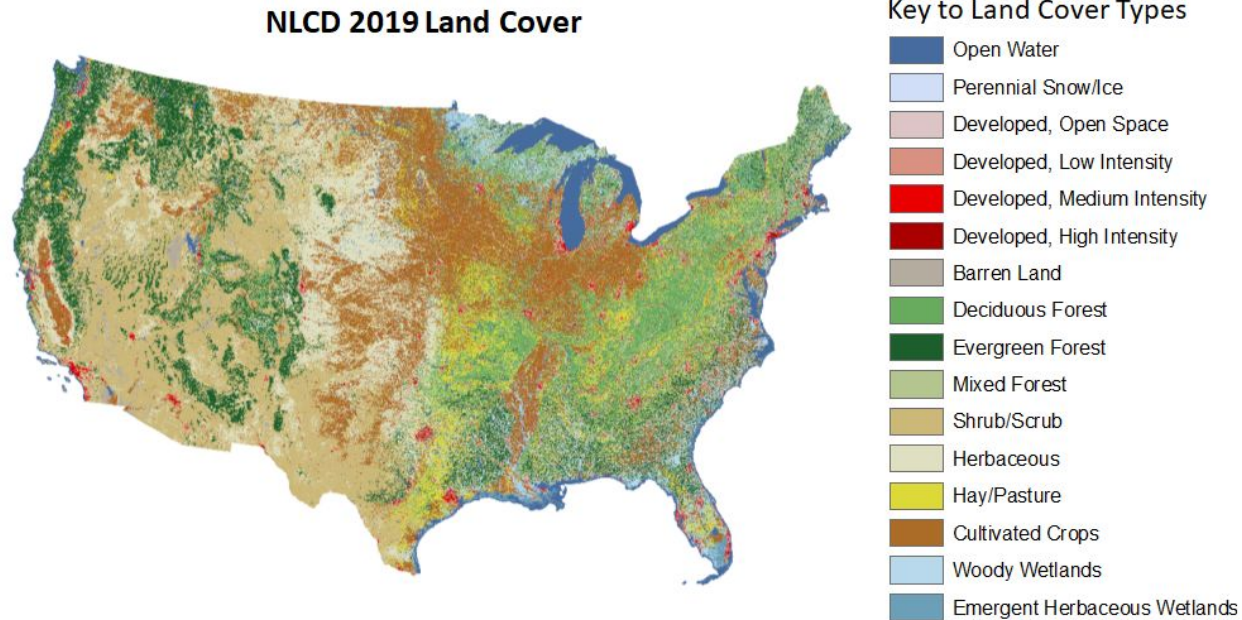 NLCD 2019 Land Cover
Key to Land Cover Types
Open Water
Perennial Snow/Ice
Developed, Open Space
Developed, Low Intensity
Developed, Medium Intensity
Developed, High Intensity
Barren Land
Deciduous Forest
Evergreen Forest
Mixed Forest
Shrub/Scrub
Herbaceous
Hay/Pasture
Cultivated Crops
Woody Wetlands
Emergent Herbaceous Wetlands